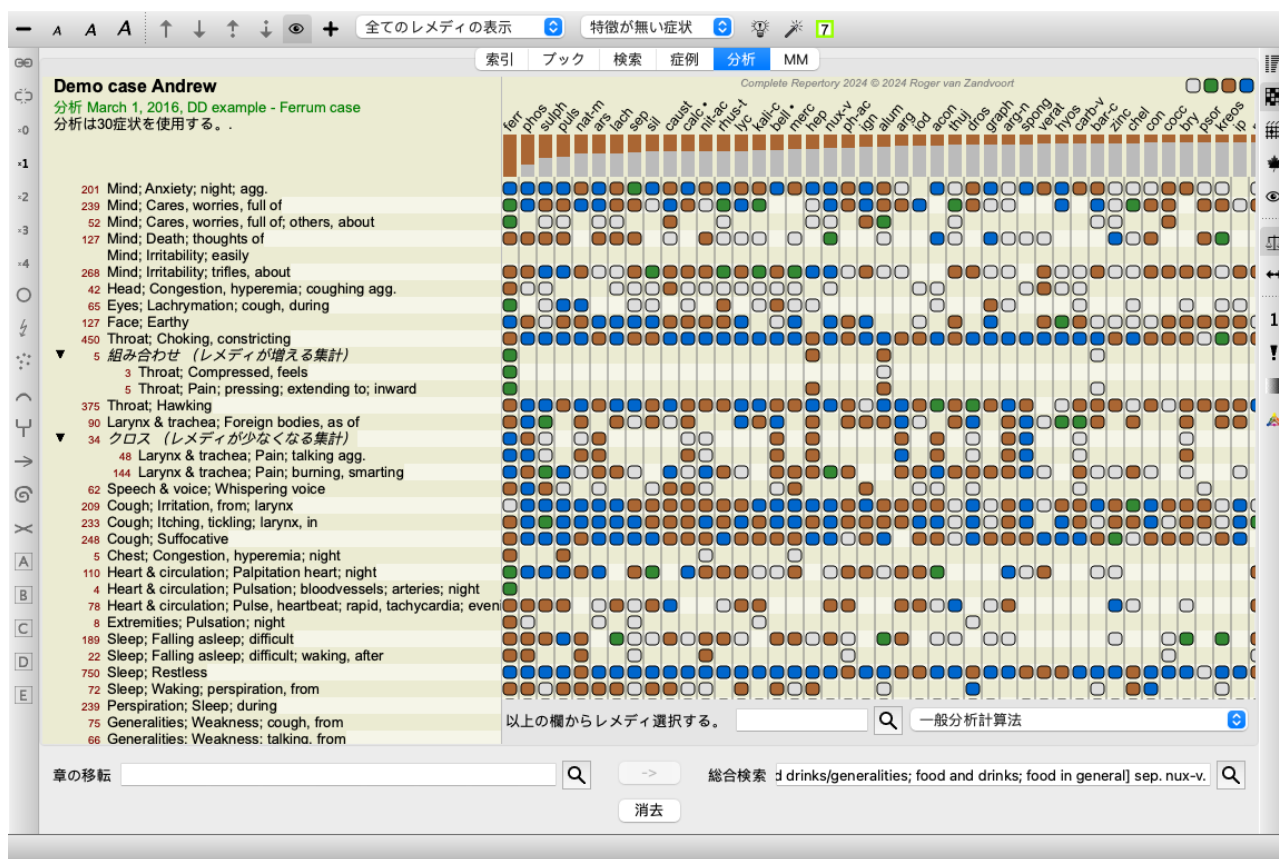 A A A 全てのレメディの表示 特徴が無い症状 7
索引 ブック 検索 症例 分析 MM
Demo case Andrew
Complete Repertory 2024 © 2024 Roger van Zandvoort
分析 March 1, 2016, DD example - Ferrum case
分析は30症状を使用する。.
ferr phos sulph puls nat-m ars lach sep sil caust calc• nit-ac rhus-t lyc kali-c bell• merc hep nux-v ph-ac ign alum arg iod acon thuj dros graph arg-n spong verat hyos carb-v bar-c zinc chel con cocc bry psor kreos ip
×0
×1
×2
×3
×4
A
B
C
D
E
201 Mind; Anxiety; night; agg.
239 Mind; Cares, worries, full of
52 Mind; Cares, worries, full of; others, about
127 Mind; Death; thoughts of
Mind; Irritability; easily
268 Mind; Irritability; trifles, about
42 Head; Congestion, hyperemia; coughing agg.
65 Eyes; Lachrymation; cough, during
127 Face; Earthy
450 Throat; Choking, constricting
▼ 5 組み合わせ （レメディが増える集計）
3 Throat; Compressed, feels
5 Throat; Pain; pressing; extending to; inward
375 Throat; Hawking
90 Larynx & trachea; Foreign bodies, as of
▼ 34 クロス （レメディが少なくなる集計）
48 Larynx & trachea; Pain; talking agg.
144 Larynx & trachea; Pain; burning, smarting
62 Speech & voice; Whispering voice
209 Cough; Irritation, from; larynx
233 Cough; Itching, tickling; larynx, in
248 Cough; Suffocative
5 Chest; Congestion, hyperemia; night
110 Heart & circulation; Palpitation heart; night
4 Heart & circulation; Pulsation; bloodvessels; arteries; night
78 Heart & circulation; Pulse, heartbeat; rapid, tachycardia; even
8 Extremities; Pulsation; night
189 Sleep; Falling asleep; difficult
22 Sleep; Falling asleep; difficult; waking, after
750 Sleep; Restless
72 Sleep; Waking; perspiration, from
239 Perspiration; Sleep; during
75 Generalities; Weakness; cough, from
66 Generalities; Weakness; talking, from
以上の欄からレメディ選択する。 一般分析計算法
章の移転 -> 総合検索 d drinks/generalities; food and drinks; food in general] sep. nux-v.
消去